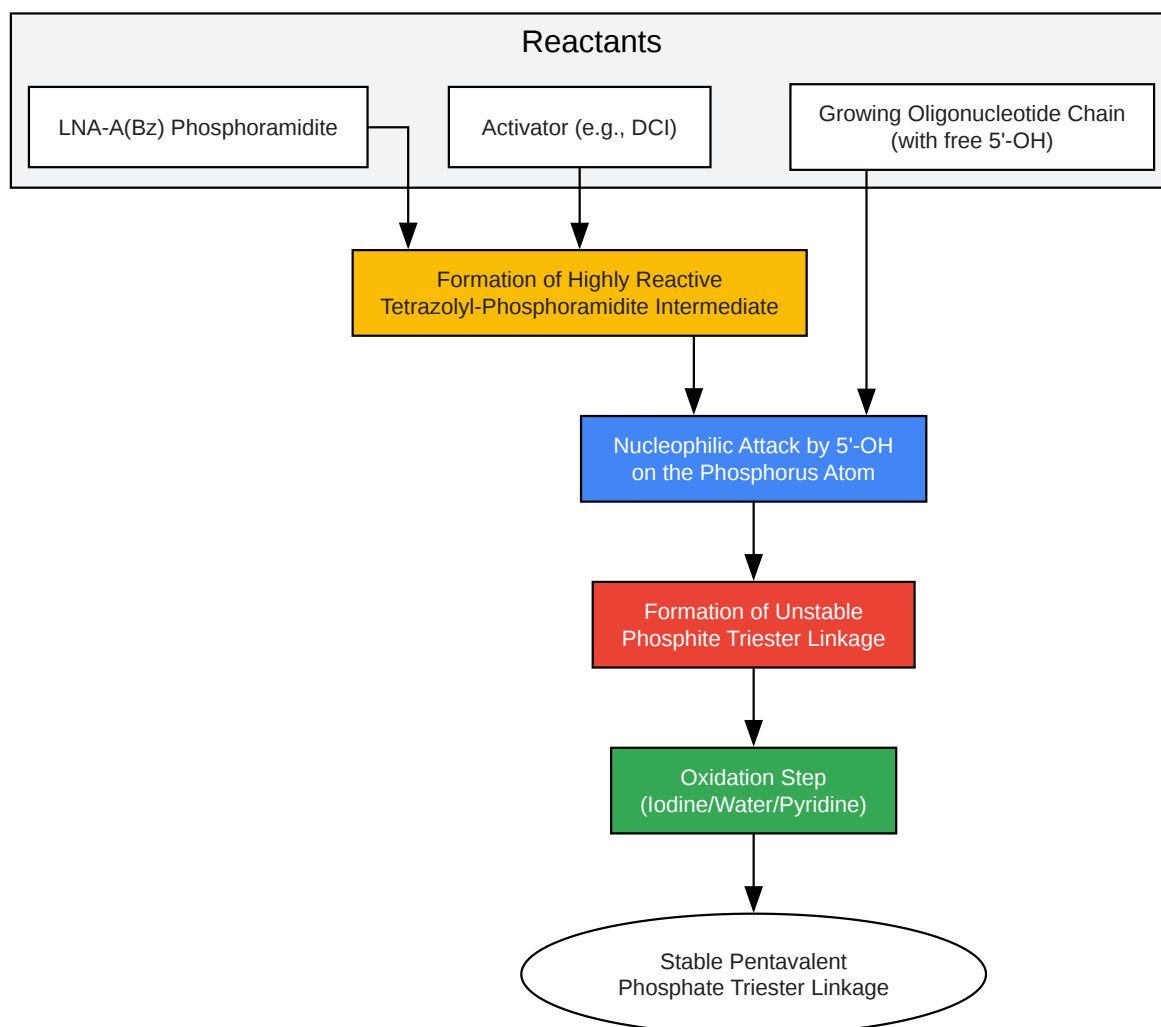 Reactants
LNA-A(Bz) Phosphoramidite
Activator (e.g., DCI)
Growing Oligonucleotide Chain
(with free 5'-OH)
Formation of Highly Reactive
Tetrazolyl-Phosphoramidite Intermediate
Nucleophilic Attack by 5'-OH
on the Phosphorus Atom
Formation of Unstable
Phosphite Triester Linkage
Oxidation Step
(Iodine/Water/Pyridine)
Stable Pentavalent
Phosphate Triester Linkage